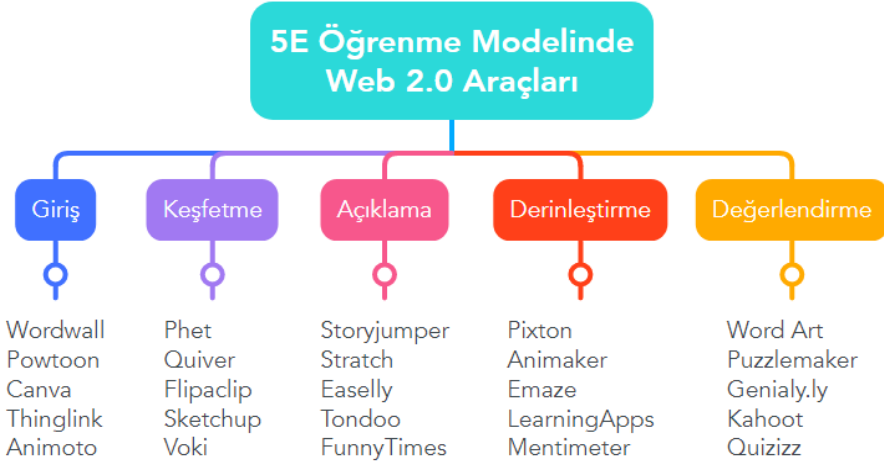 5E Öğrenme Modelinde
Web 2.0 Araçları
Giriş
Keşfetme
Açıklama
Derinleştirme
Değerlendirme
Wordwall
Powtoon
Canva
Thinglink
Animoto
Phet
Quiver
Flipaclip
Sketchup
Voki
Storyjumper
Stratch
Easelly
Tondoo
FunnyTimes
Pixton
Animaker
Emaze
LearningApps
Mentimeter
Word Art
Puzzlemaker
Genialy.ly
Kahoot
Quizizz